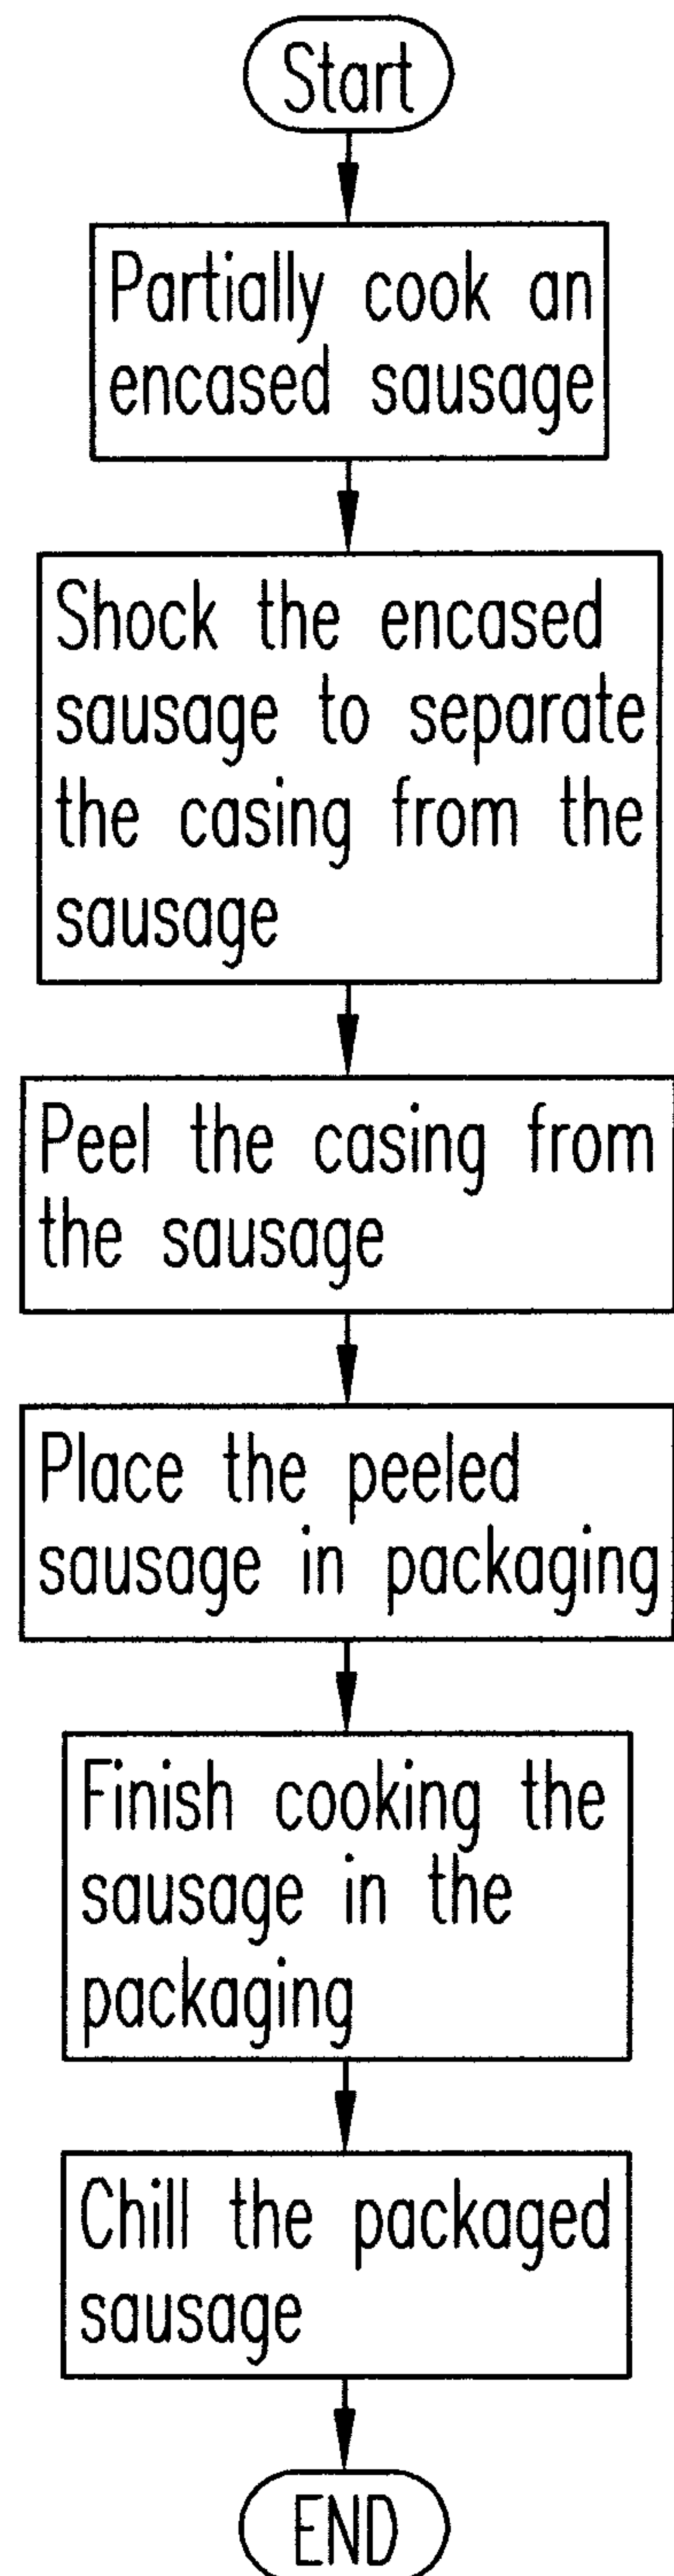 Start
Partially cook an
encased sausage
Shock the encased
sausage to separate
the casing from the
sausage
Peel the casing from
the sausage
Place the peeled
sausage in packaging
Finish cooking the
sausage in the
packaging
Chill the packaged
sausage
END